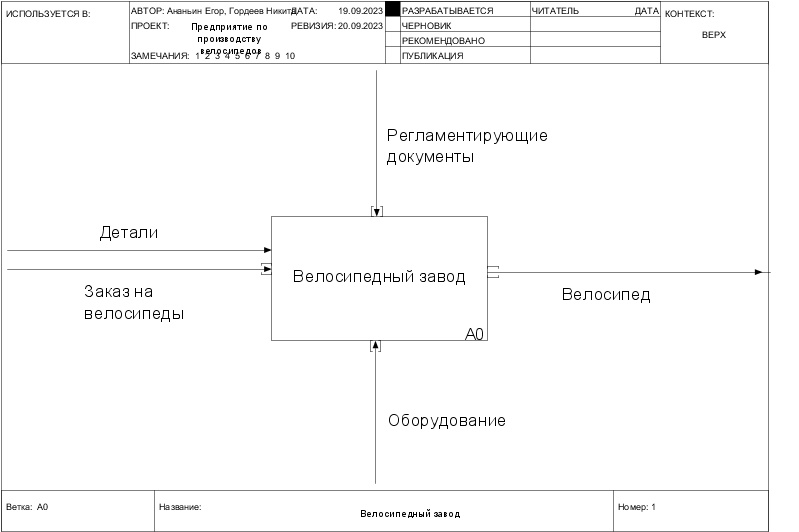 ИСПОЛЬЗУЕТСЯ В:
АВТОР: Ананьин Егор, Гордеев Никита
ДАТА: 19.09.2023
РАЗРАБАТЫВАЕТСЯ
ЧИТАТЕЛЬ
ДАТА
КОНТЕКСТ:
ПРОЕКТ: Предприятие по
производству
велосипедов
РЕВИЗИЯ: 20.09.2023
ЧЕРНОВИК
ВЕРХ
РЕКОМЕНДОВАНО
ЗАМЕЧАНИЯ: 1 2 3 4 5 6 7 8 9 10
ПУБЛИКАЦИЯ
Регламентирующие
документы
Детали
Заказ на
велосипеды
Велосипедный завод
A0
Велосипед
Оборудование
Ветка: A0
Название:
Велосипедный завод
Номер: 1